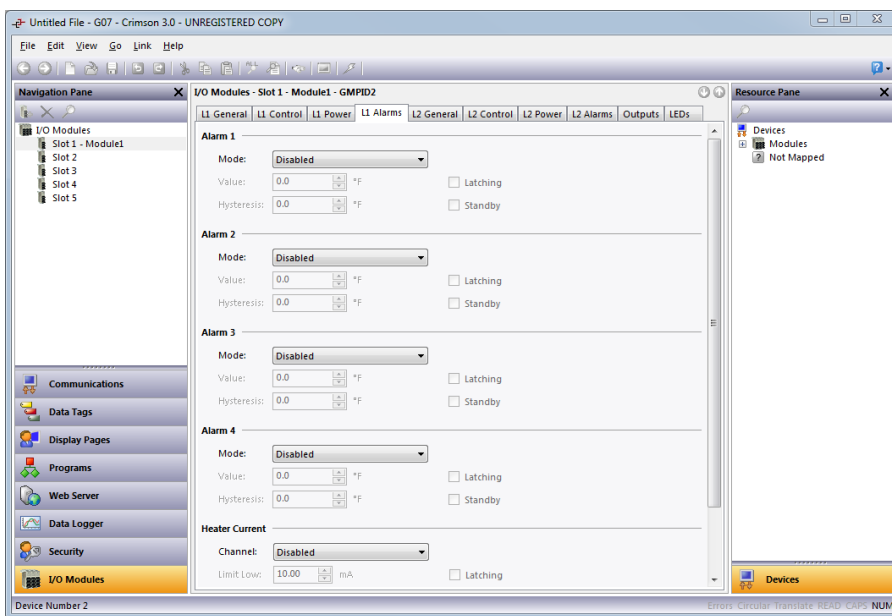 Untitled File - G07 - Crimson 3.0 - UNREGISTERED COPY
File Edit View Go Link Help
Navigation Pane
I/O Modules
Slot 1 - Module1
Slot 2
Slot 3
Slot 4
Slot 5
Communications
Data Tags
Display Pages
Programs
Web Server
Data Logger
Security
I/O Modules
I/O Modules - Slot 1 - Module1 - GMPID2
L1 General L1 Control L1 Power L1 Alarms L2 General L2 Control L2 Power L2 Alarms Outputs LEDs
Alarm 1
Mode: Disabled
Value: 0.0 °F Latching
Hysteresis: 0.0 °F Standby
Alarm 2
Mode: Disabled
Value: 0.0 °F Latching
Hysteresis: 0.0 °F Standby
Alarm 3
Mode: Disabled
Value: 0.0 °F Latching
Hysteresis: 0.0 °F Standby
Alarm 4
Mode: Disabled
Value: 0.0 °F Latching
Hysteresis: 0.0 °F Standby
Heater Current
Channel: Disabled
Limit Low: 10.00 mA Latching
Resource Pane
Devices
Modules
? Not Mapped
Devices
Device Number 2
Errors Circular Translate READ CAPS NUM